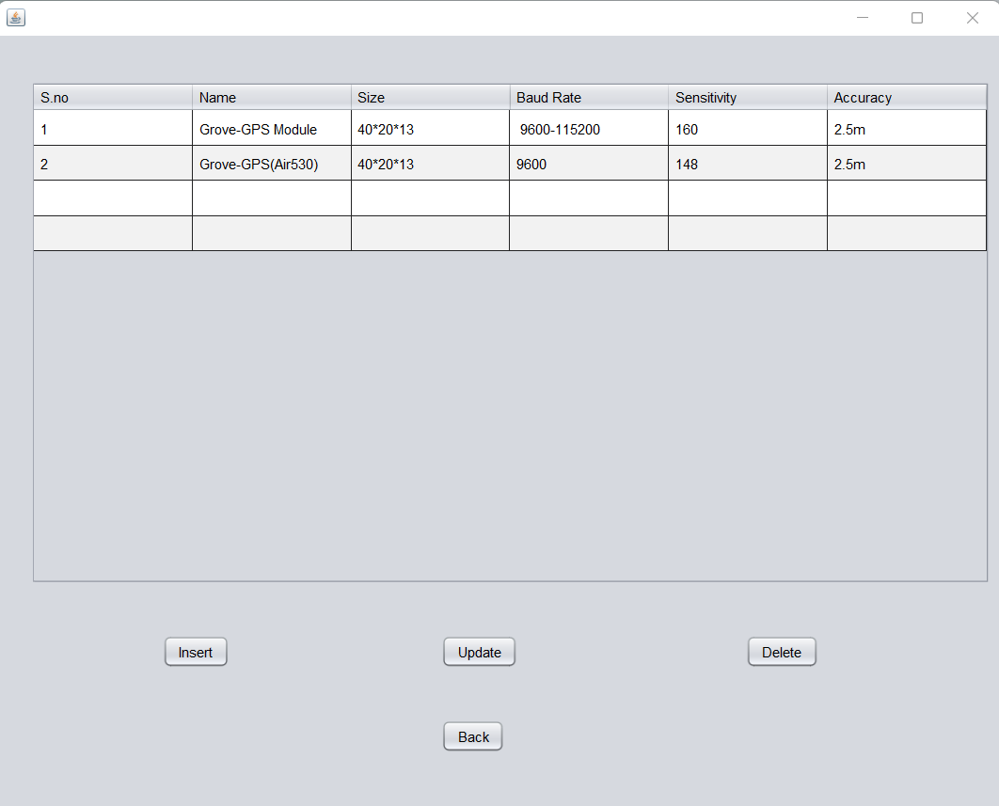 S.no Name Size Baud Rate Sensitivity Accuracy
1 Grove-GPS Module 40*20*13 9600-115200 160 2.5m
2 Grove-GPS(Air530) 40*20*13 9600 148 2.5m
Insert Update Delete
Back